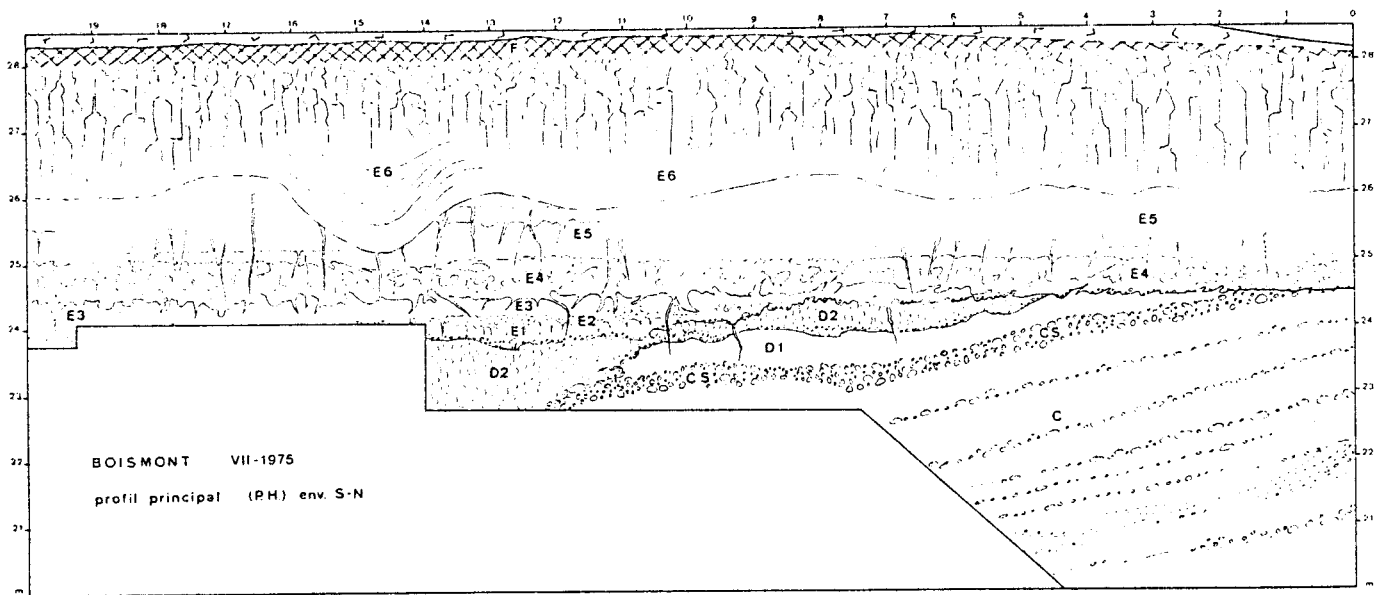 19 18 17 16 15 14 13 12 11 10 9 8 7 6 5 4 3 2 1 0
F
28 28
27 27
E6 E6
26 26
E5 E5
25 E4 E4 25
E3
E3 E1 E2 D2
24 CS 24
D2 D1 CS
23 23
C
BOISMONT VII-1975
22 22
profil principal (P.H.) env. S-N
21 21
m m